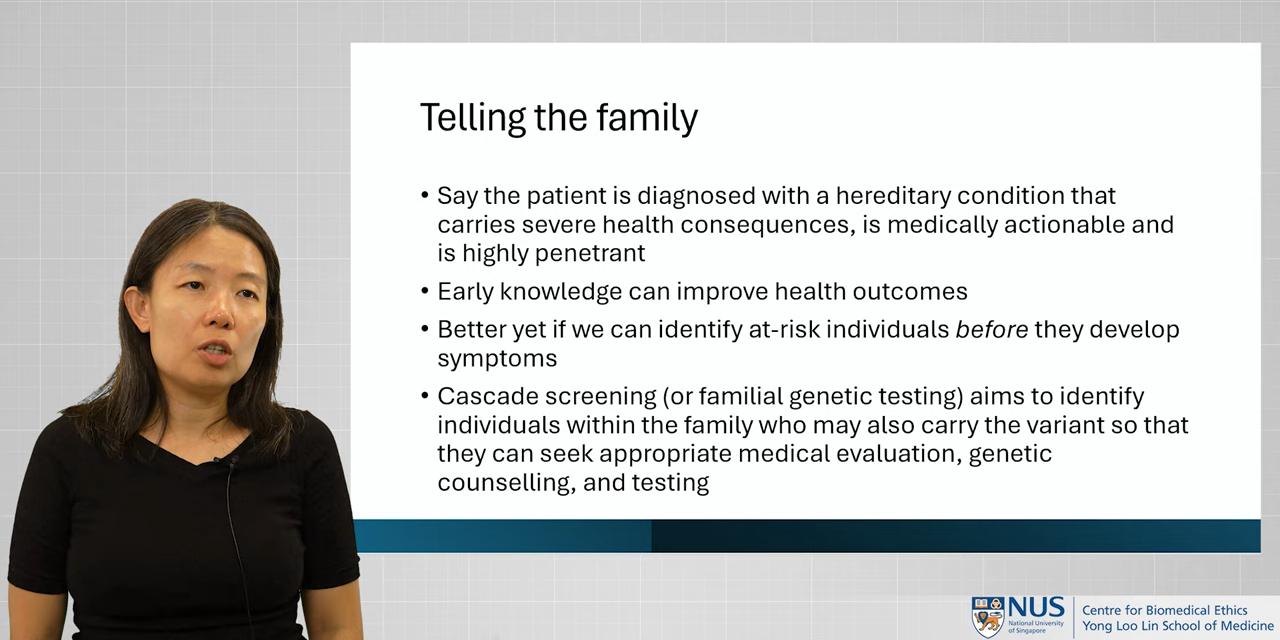 Telling the family
• Say the patient is diagnosed with a hereditary condition that
carries severe health consequences, is medically actionable and
is highly penetrant
• Early knowledge can improve health outcomes
• Better yet if we can identify at-risk individuals before they develop
symptoms
• Cascade screening (or familial genetic testing) aims to identify
individuals within the family who may also carry the variant so that
they can seek appropriate medical evaluation, genetic
counselling, and testing
NUS
National University
of Singapore
Centre for Biomedical Ethics
Yong Loo Lin School of Medicine